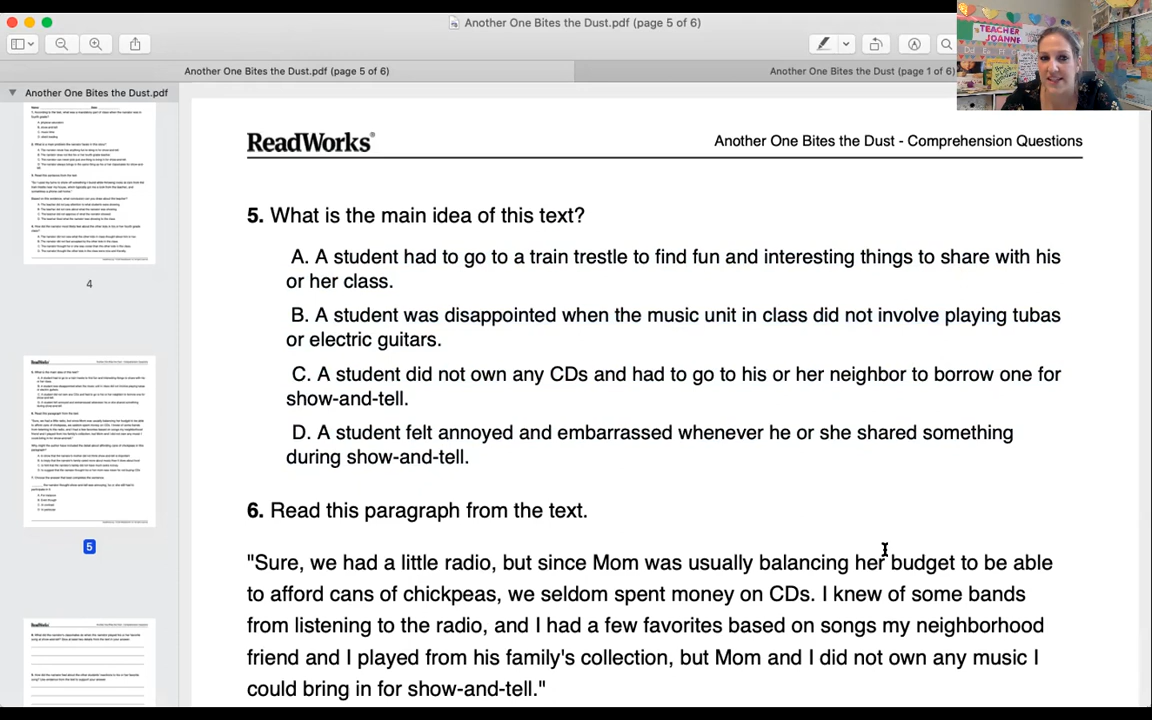 Another One Bites the Dust.pdf (page 5 of 6)
Another One Bites the Dust.pdf (page 5 of 6)
Another One Bites the Dust (page 1 of 6)
TEACHER
JOANNE
Another One Bites the Dust.pdf
4
5
ReadWorks®
Another One Bites the Dust - Comprehension Questions
5. What is the main idea of this text?
A. A student had to go to a train trestle to find fun and interesting things to share with his
or her class.
B. A student was disappointed when the music unit in class did not involve playing tubas
or electric guitars.
C. A student did not own any CDs and had to go to his or her neighbor to borrow one for
show-and-tell.
D. A student felt annoyed and embarrassed whenever he or she shared something
during show-and-tell.
6. Read this paragraph from the text.
"Sure, we had a little radio, but since Mom was usually balancing her budget to be able
to afford cans of chickpeas, we seldom spent money on CDs. I knew of some bands
from listening to the radio, and I had a few favorites based on songs my neighborhood
friend and I played from his family's collection, but Mom and I did not own any music I
could bring in for show-and-tell."